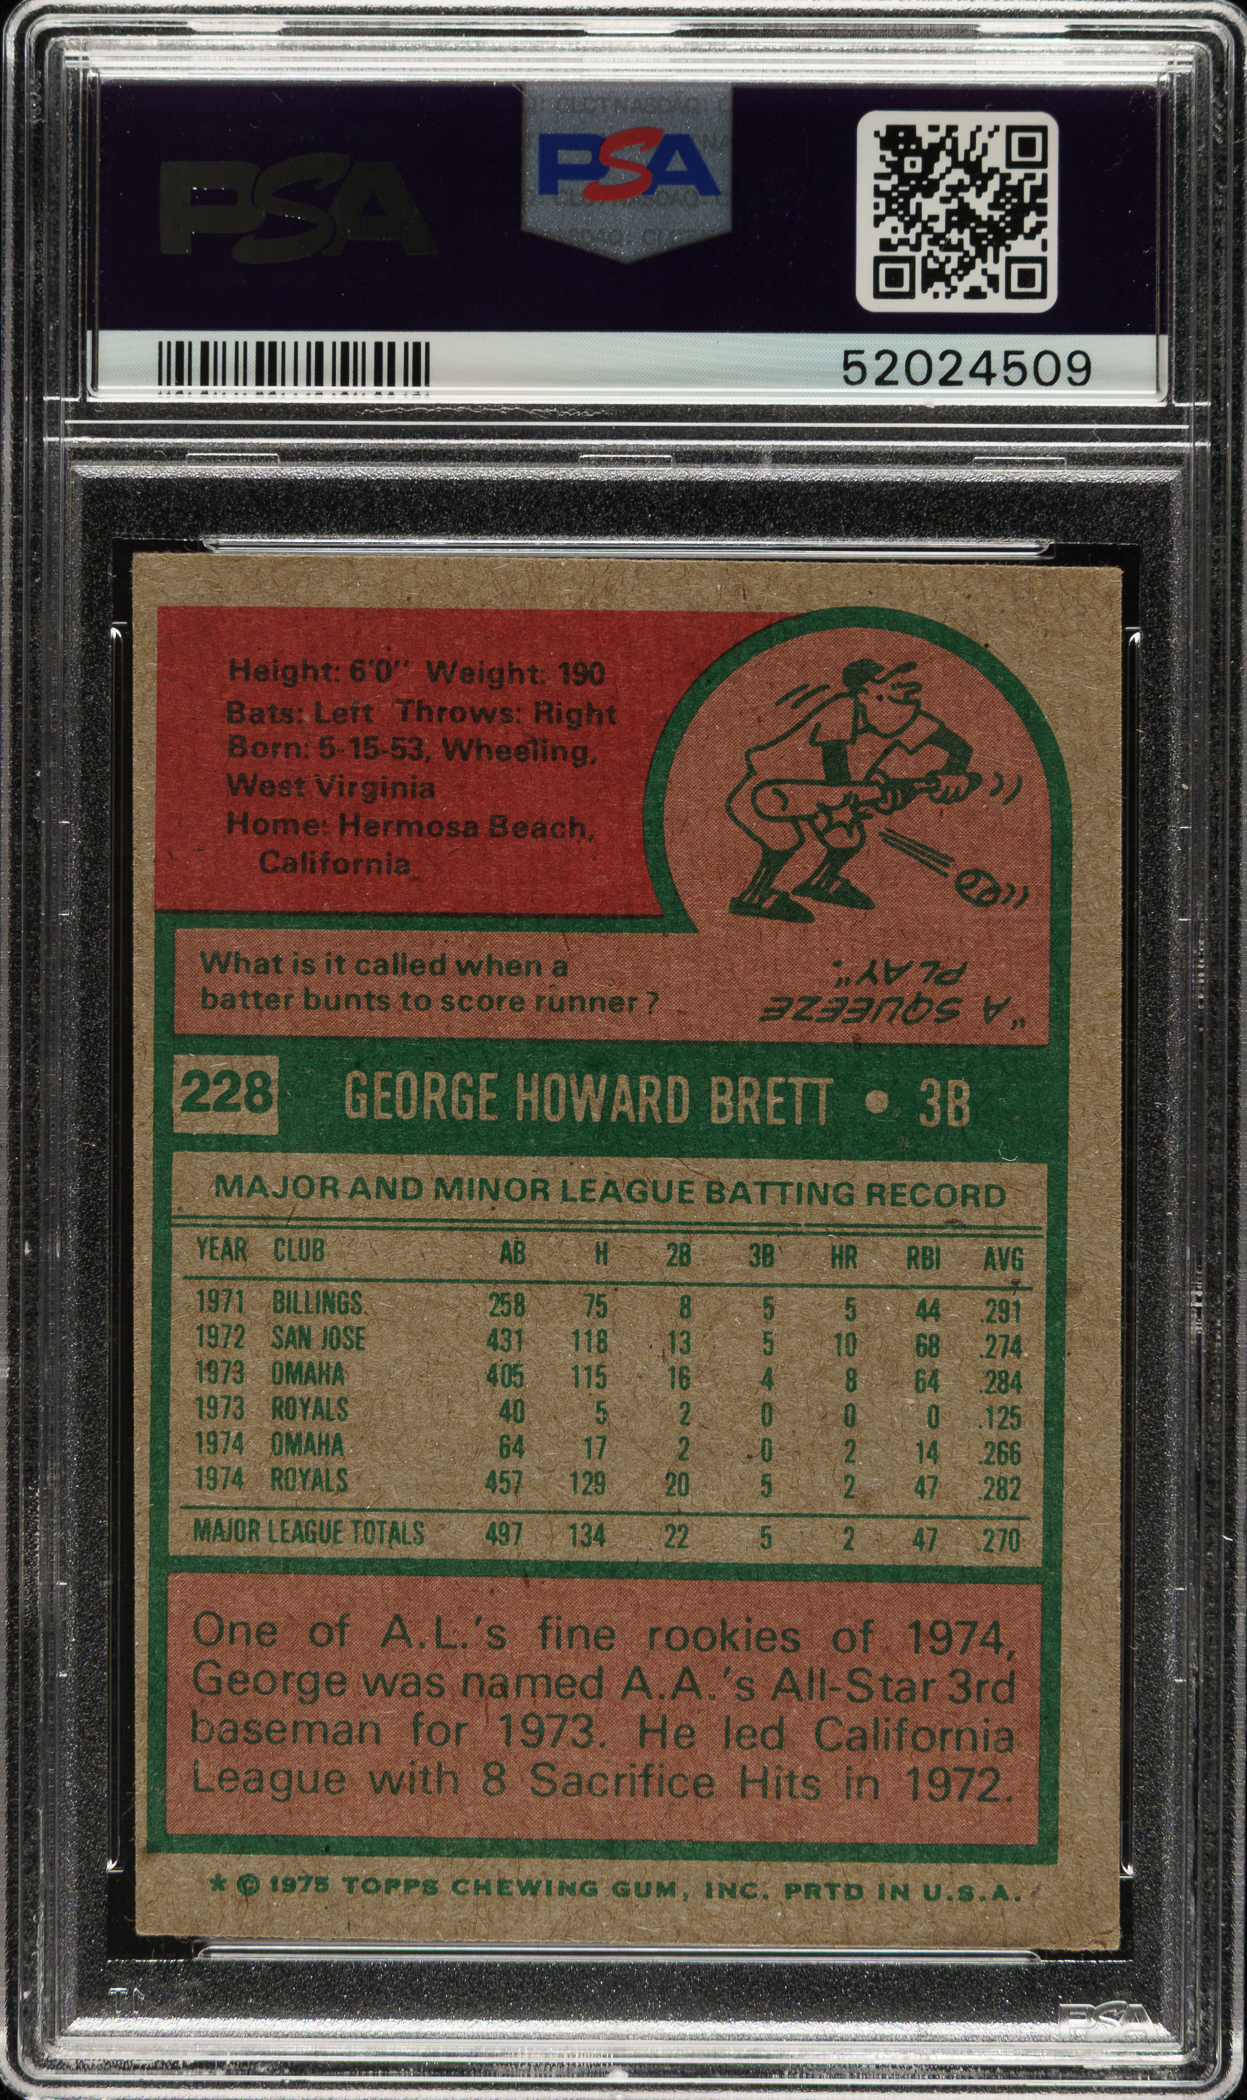 PSA
CLCT NASDAQ
PSA
52024509
Height: 6'0" Weight: 190
Bats: Left Throws: Right
Born: 5-15-53, Wheeling,
West Virginia
Home: Hermosa Beach,
California
What is it called when a
batter bunts to score runner?
"A SQUEEZE
PLAY".
228 GEORGE HOWARD BRETT • 3B
MAJOR AND MINOR LEAGUE BATTING RECORD
YEAR CLUB AB H 2B 3B HR RBI AVG
1971 BILLINGS 258 75 8 5 5 44 .291
1972 SAN JOSE 431 118 13 5 10 68 .274
1973 OMAHA 405 115 16 4 8 64 .284
1973 ROYALS 40 5 2 0 0 0 .125
1974 OMAHA 64 17 2 0 2 14 .266
1974 ROYALS 457 129 20 5 2 47 .282
MAJOR LEAGUE TOTALS 497 134 22 5 2 47 .270
One of A.L.'s fine rookies of 1974,
George was named A.A.'s All-Star 3rd
baseman for 1973. He led California
League with 8 Sacrifice Hits in 1972.
* © 1975 TOPPS CHEWING GUM, INC. PRTD IN U.S.A.
PSA